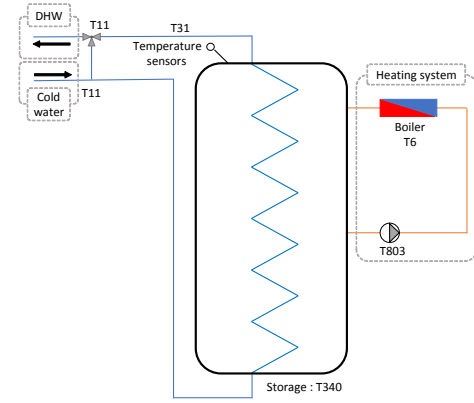 DHW
T11
T31
Temperature
sensors
Cold
water
T11
Heating system
Boiler
T6
T803
Storage : T340